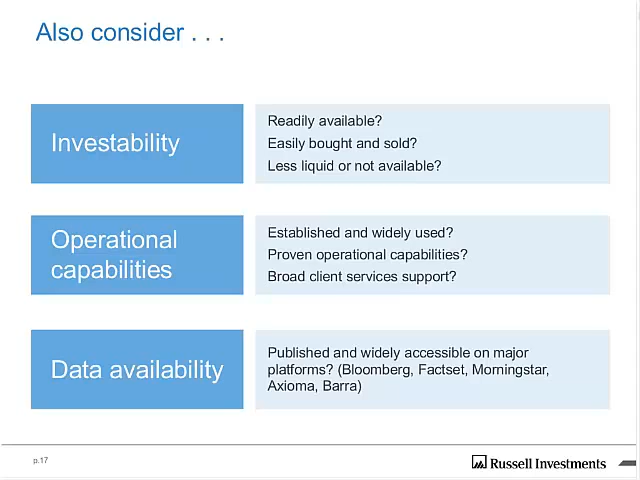 Also consider . . .
Investability
Readily available?
Easily bought and sold?
Less liquid or not available?
Operational
capabilities
Established and widely used?
Proven operational capabilities?
Broad client services support?
Data availability
Published and widely accessible on major
platforms? (Bloomberg, Factset, Morningstar,
Axioma, Barra)
p.17
Russell Investments